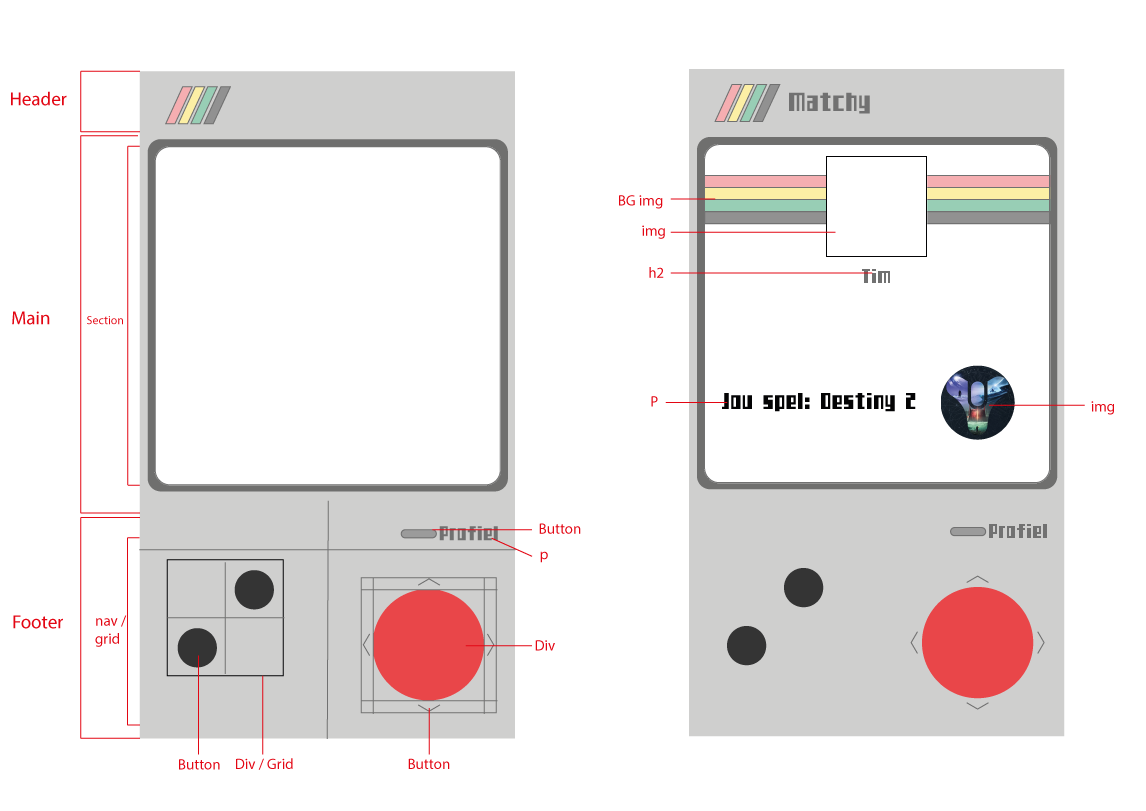 Header
Main
Section
Profiel
Button
p
Footer
nav /
grid
Div
Button
Div / Grid
Button
Matchy
BG img
img
h2
Tim
P
Jou spel: Destiny 2
img
Profiel